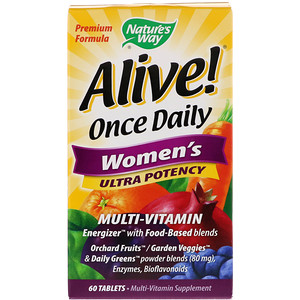 Premium
Formula
Nature's
Way
Alive!
Once Daily
Women's
ULTRA POTENCY
MULTI-VITAMIN
Energizer™ with Food-Based blends
Orchard Fruits™ / Garden Veggies™
& Daily Greens™ powder blends (80 mg),
Enzymes, Bioflavonoids
60 TABLETS • Multi-Vitamin Supplement